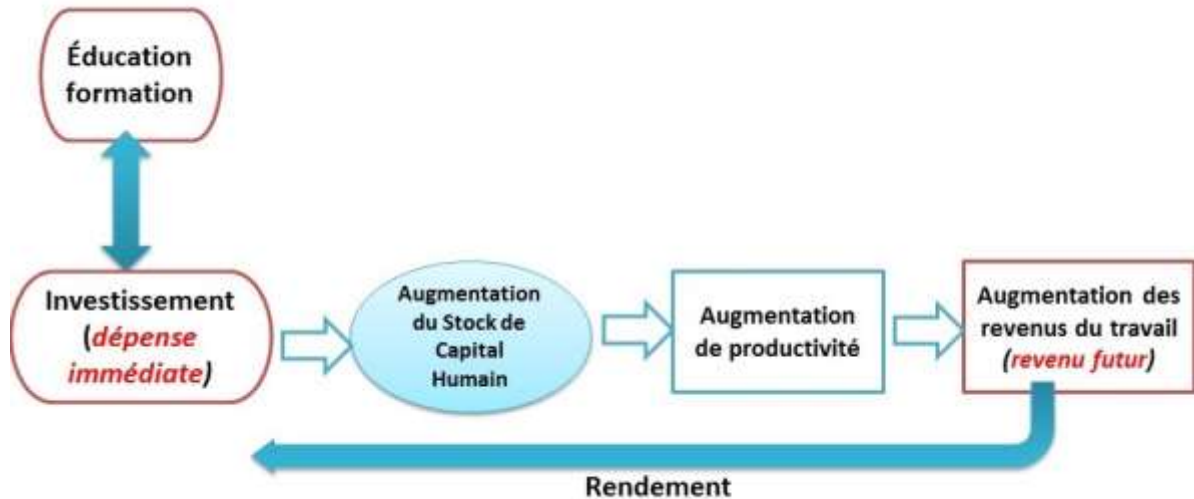 Éducation
formation
Investissement
(dépense
immédiate)
Augmentation
du Stock de
Capital
Humain
Augmentation
de productivité
Augmentation des
revenus du travail
(revenu futur)
Rendement